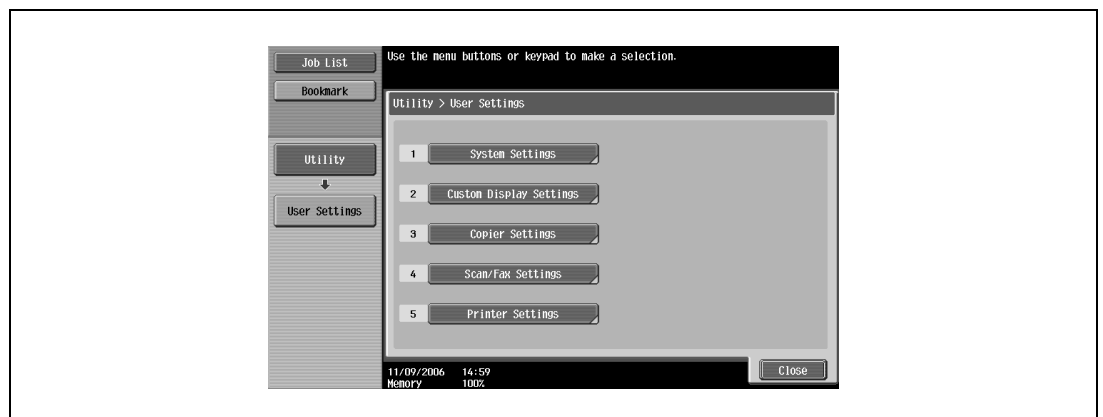 Job List
Bookmark
Utility
User Settings
Use the menu buttons or keypad to make a selection.
Utility > User Settings
1 System Settings
2 Custom Display Settings
3 Copier Settings
4 Scan/Fax Settings
5 Printer Settings
11/09/2006 14:59
Memory 100%
Close